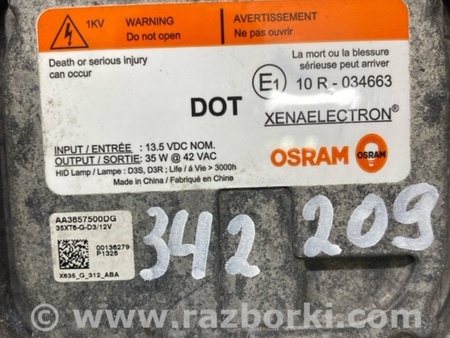 1KV
WARNING
Do not open
AVERTISSEMENT
Ne pas ouvrir
Death or serious injury
can occur
La mort ou la blessure
sérieuse peut arriver
E1 10 R - 034663
DOT
XENAELECTRON®
INPUT / ENTRÉE : 13.5 VDC NOM.
OUTPUT / SORTIE: 35 W @ 42 VAC
HID Lamp / Lampe : D3S, D3R ; Life / à Vie > 3000h
Made in China / Fabriqué en Chine
OSRAM OSRAM
AA3857500DG
35XT6-G-D3/12V
00136279
P1328
X635_G_312_ABA
342 209
www.razborki.com